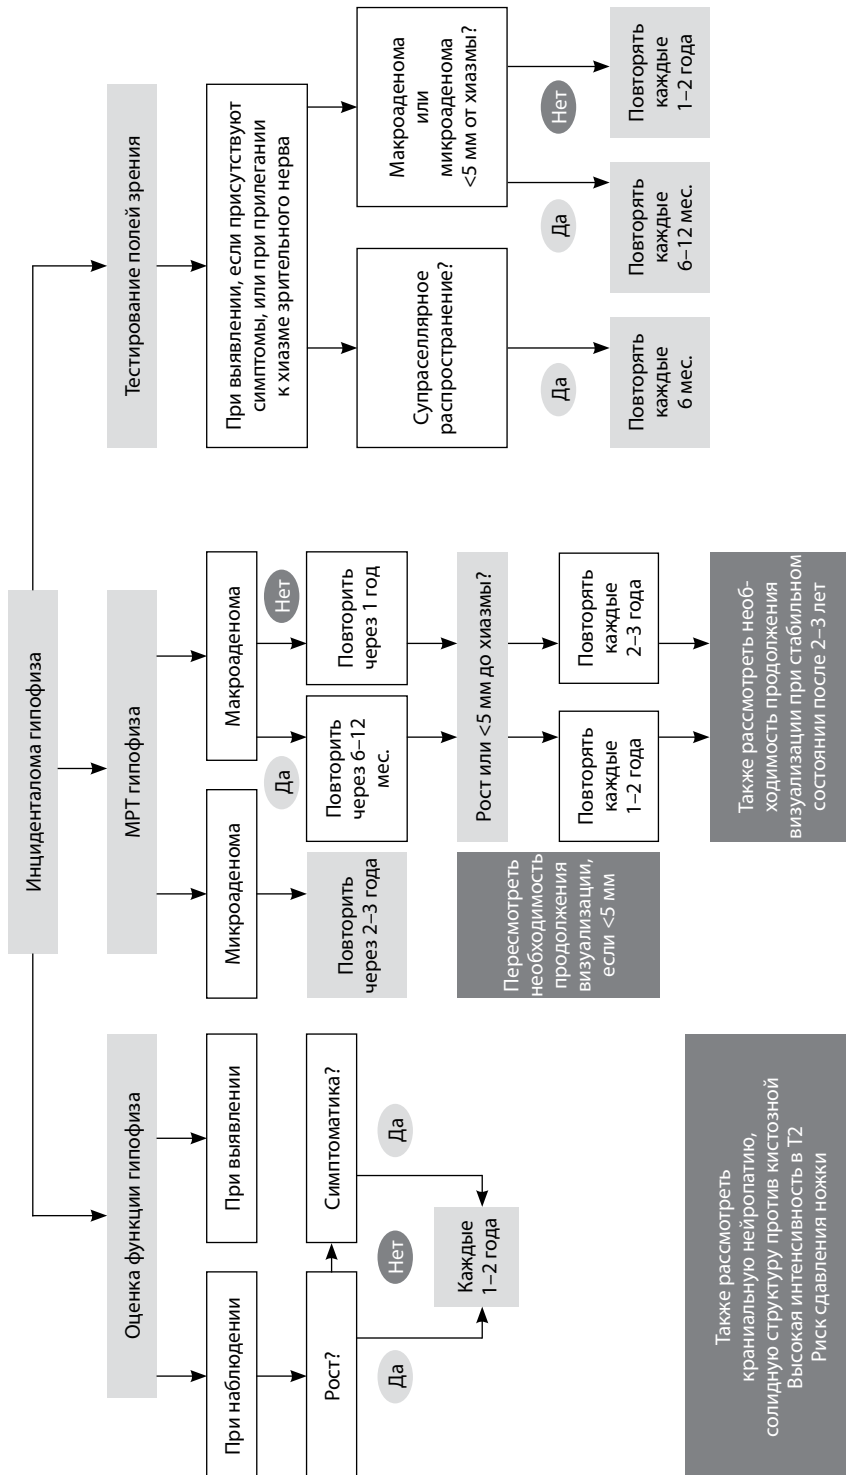 Инциденталома гипофиза
Оценка функции гипофиза
При наблюдении
При выявлении
Рост?
Симптоматика?
Да
Нет
Да
Каждые
1–2 года
Также рассмотреть
краниальную нейропатию,
солидную структуру против кистозной
Высокая интенсивность в Т2
Риск сдавления ножки
МРТ гипофиза
Микроаденома
Макроаденома
Да
Нет
Повторить
через 2–3 года
Повторить
через 6–12
мес.
Повторить
через 1 год
Пересмотреть
необходимость
продолжения
визуализации,
если <5 мм
Рост или <5 мм до хиазмы?
Повторять
каждые
1–2 года
Повторять
каждые
2–3 года
Также рассмотреть необ-
ходимость продолжения
визуализации при стабильном
состоянии после 2–3 лет
Тестирование полей зрения
При выявлении, если присутствуют
симптомы, или при прилегании
к хиазме зрительного нерва
Супраселлярное
распространение?
Макроаденома
или
микроаденома
<5 мм от хиазмы?
Да
Да
Нет
Повторять
каждые
6 мес.
Повторять
каждые
6–12 мес.
Повторять
каждые
1–2 года